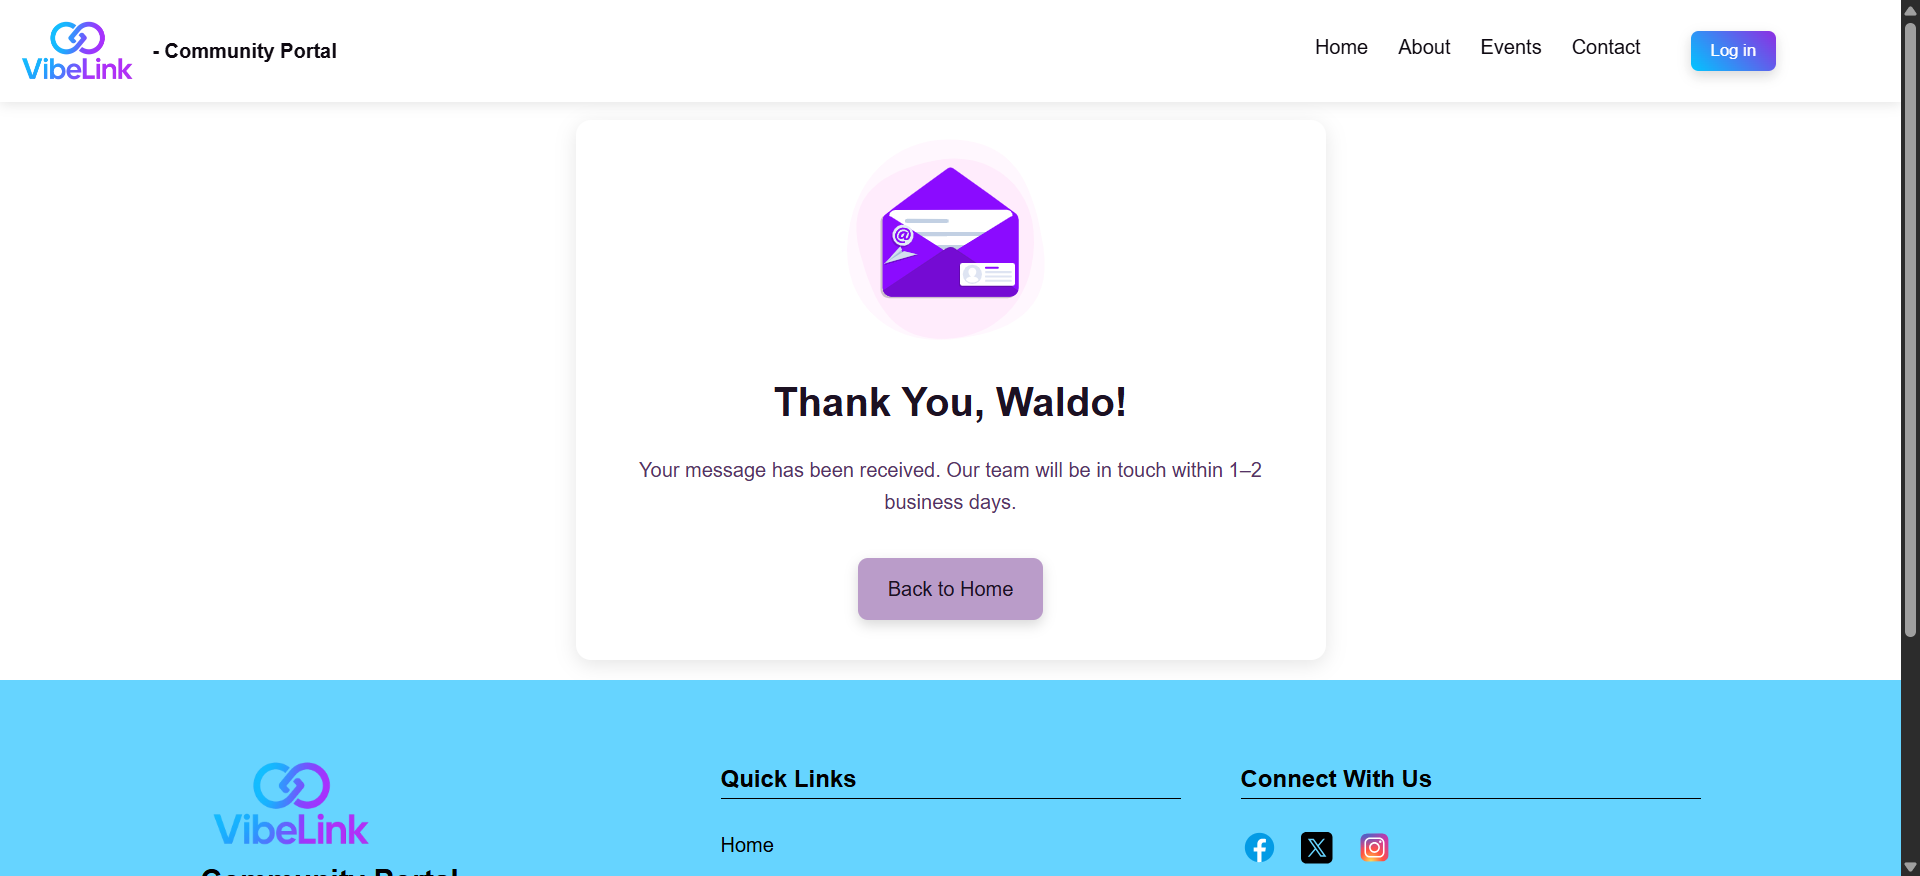 VibeLink
- Community Portal
Home
About
Events
Contact
Log in
@
Thank You, Waldo!
Your message has been received. Our team will be in touch within 1–2
business days.
Back to Home
VibeLink
Community Portal
Quick Links
Home
Connect With Us